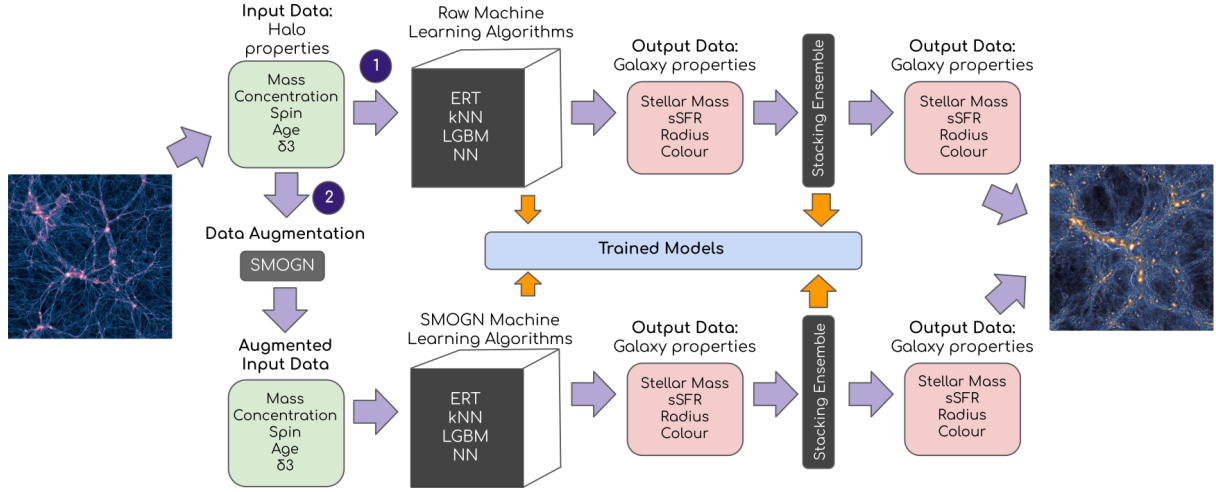 Input Data:
Halo
properties
Mass
Concentration
Spin
Age
δ3
1
Raw Machine
Learning Algorithms
ERT
kNN
LGBM
NN
Output Data:
Galaxy properties
Stellar Mass
sSFR
Radius
Colour
Stacking Ensemble
Output Data:
Galaxy properties
Stellar Mass
sSFR
Radius
Colour
2
Data Augmentation
SMOGN
Trained Models
Augmented
Input Data
Mass
Concentration
Spin
Age
δ3
SMOGN Machine
Learning Algorithms
ERT
kNN
LGBM
NN
Output Data:
Galaxy properties
Stellar Mass
sSFR
Radius
Colour
Stacking Ensemble
Output Data:
Galaxy properties
Stellar Mass
sSFR
Radius
Colour